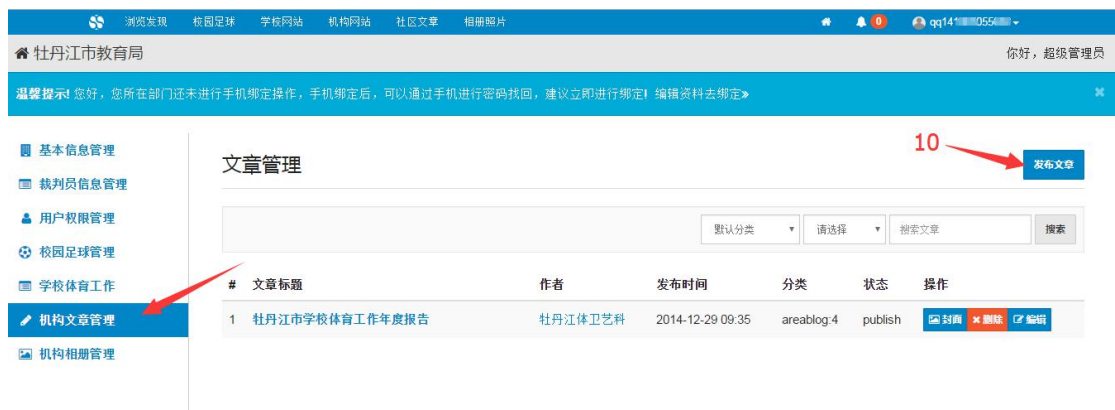 浏览发现 校园足球 学校网站 机构网站 社区文章 相册照片 0
牡丹江市教育局 你好，超级管理员
温馨提示! 您好，您所在部门还未进行手机绑定操作，手机绑定后，可以通过手机进行密码找回，建议立即进行绑定! 编辑资料去绑定» ×
基本信息管理
裁判员信息管理
用户权限管理
校园足球管理
学校体育工作
机构文章管理
机构相册管理
文章管理 10 发布文章
默认分类 请选择 搜索文章 搜索
# 文章标题 作者 发布时间 分类 状态 操作
1 牡丹江市学校体育工作年度报告 牡丹江体卫艺科 2014-12-29 09:35 areablog:4 publish 封面 删除 编辑